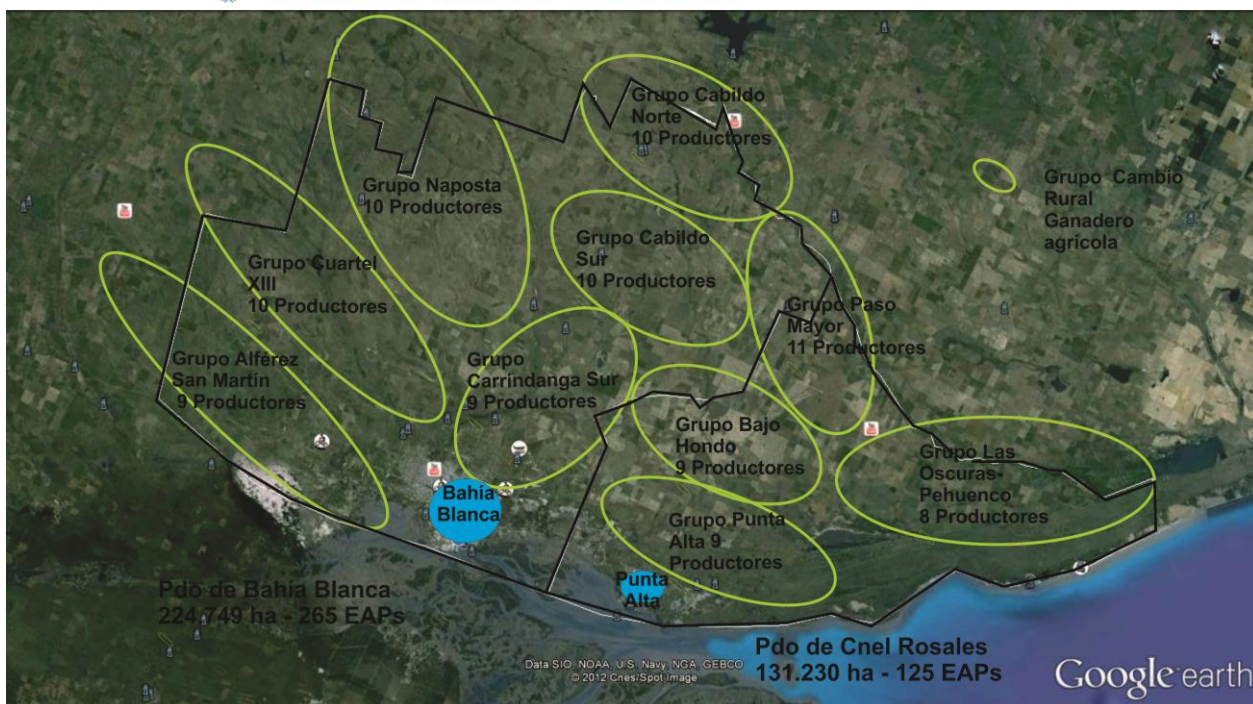 Grupo Cabildo
Norte
10 Productores
Grupo Naposta
10 Productores
Grupo Cambio
Rural
Ganadero
agrícola
Grupo Cabildo
Sur
10 Productores
Grupo Cuartel
XIII
10 Productores
Grupo Paso
Mayor
11 Productores
Grupo Alférez
San Martín
9 Productores
Grupo
Carrindanga Sur
9 Productores
Grupo Bajo
Hondo
9 Productores
Grupo Las
Oscuras-
Pehuenco
8 Productores
Bahía
Blanca
Grupo Punta
Alta 9
Productores
Punta
Alta
Pdo de Bahía Blanca
224.749 ha - 265 EAPs
Pdo de Cnel Rosales
131.230 ha - 125 EAPs
Data SIO, NOAA, U.S. Navy, NGA, GEBCO
© 2012 Cnes/Spot Image
Google earth